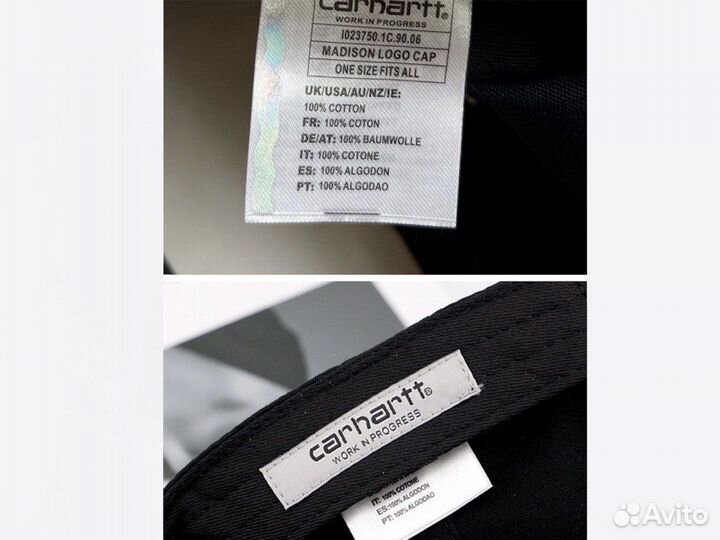 carhartt®
WORK IN PROGRESS
I023750.1C.90.06
MADISON LOGO CAP
ONE SIZE FITS ALL
UK/USA/AU/NZ/IE:
100% COTTON
FR: 100% COTON
DE/AT: 100% BAUMWOLLE
IT: 100% COTONE
ES: 100% ALGODON
PT: 100% ALGODAO
carhartt®
WORK IN PROGRESS
IT: 100% COTONE
ES: 100% ALGODON
PT: 100% ALGODAO
Avito